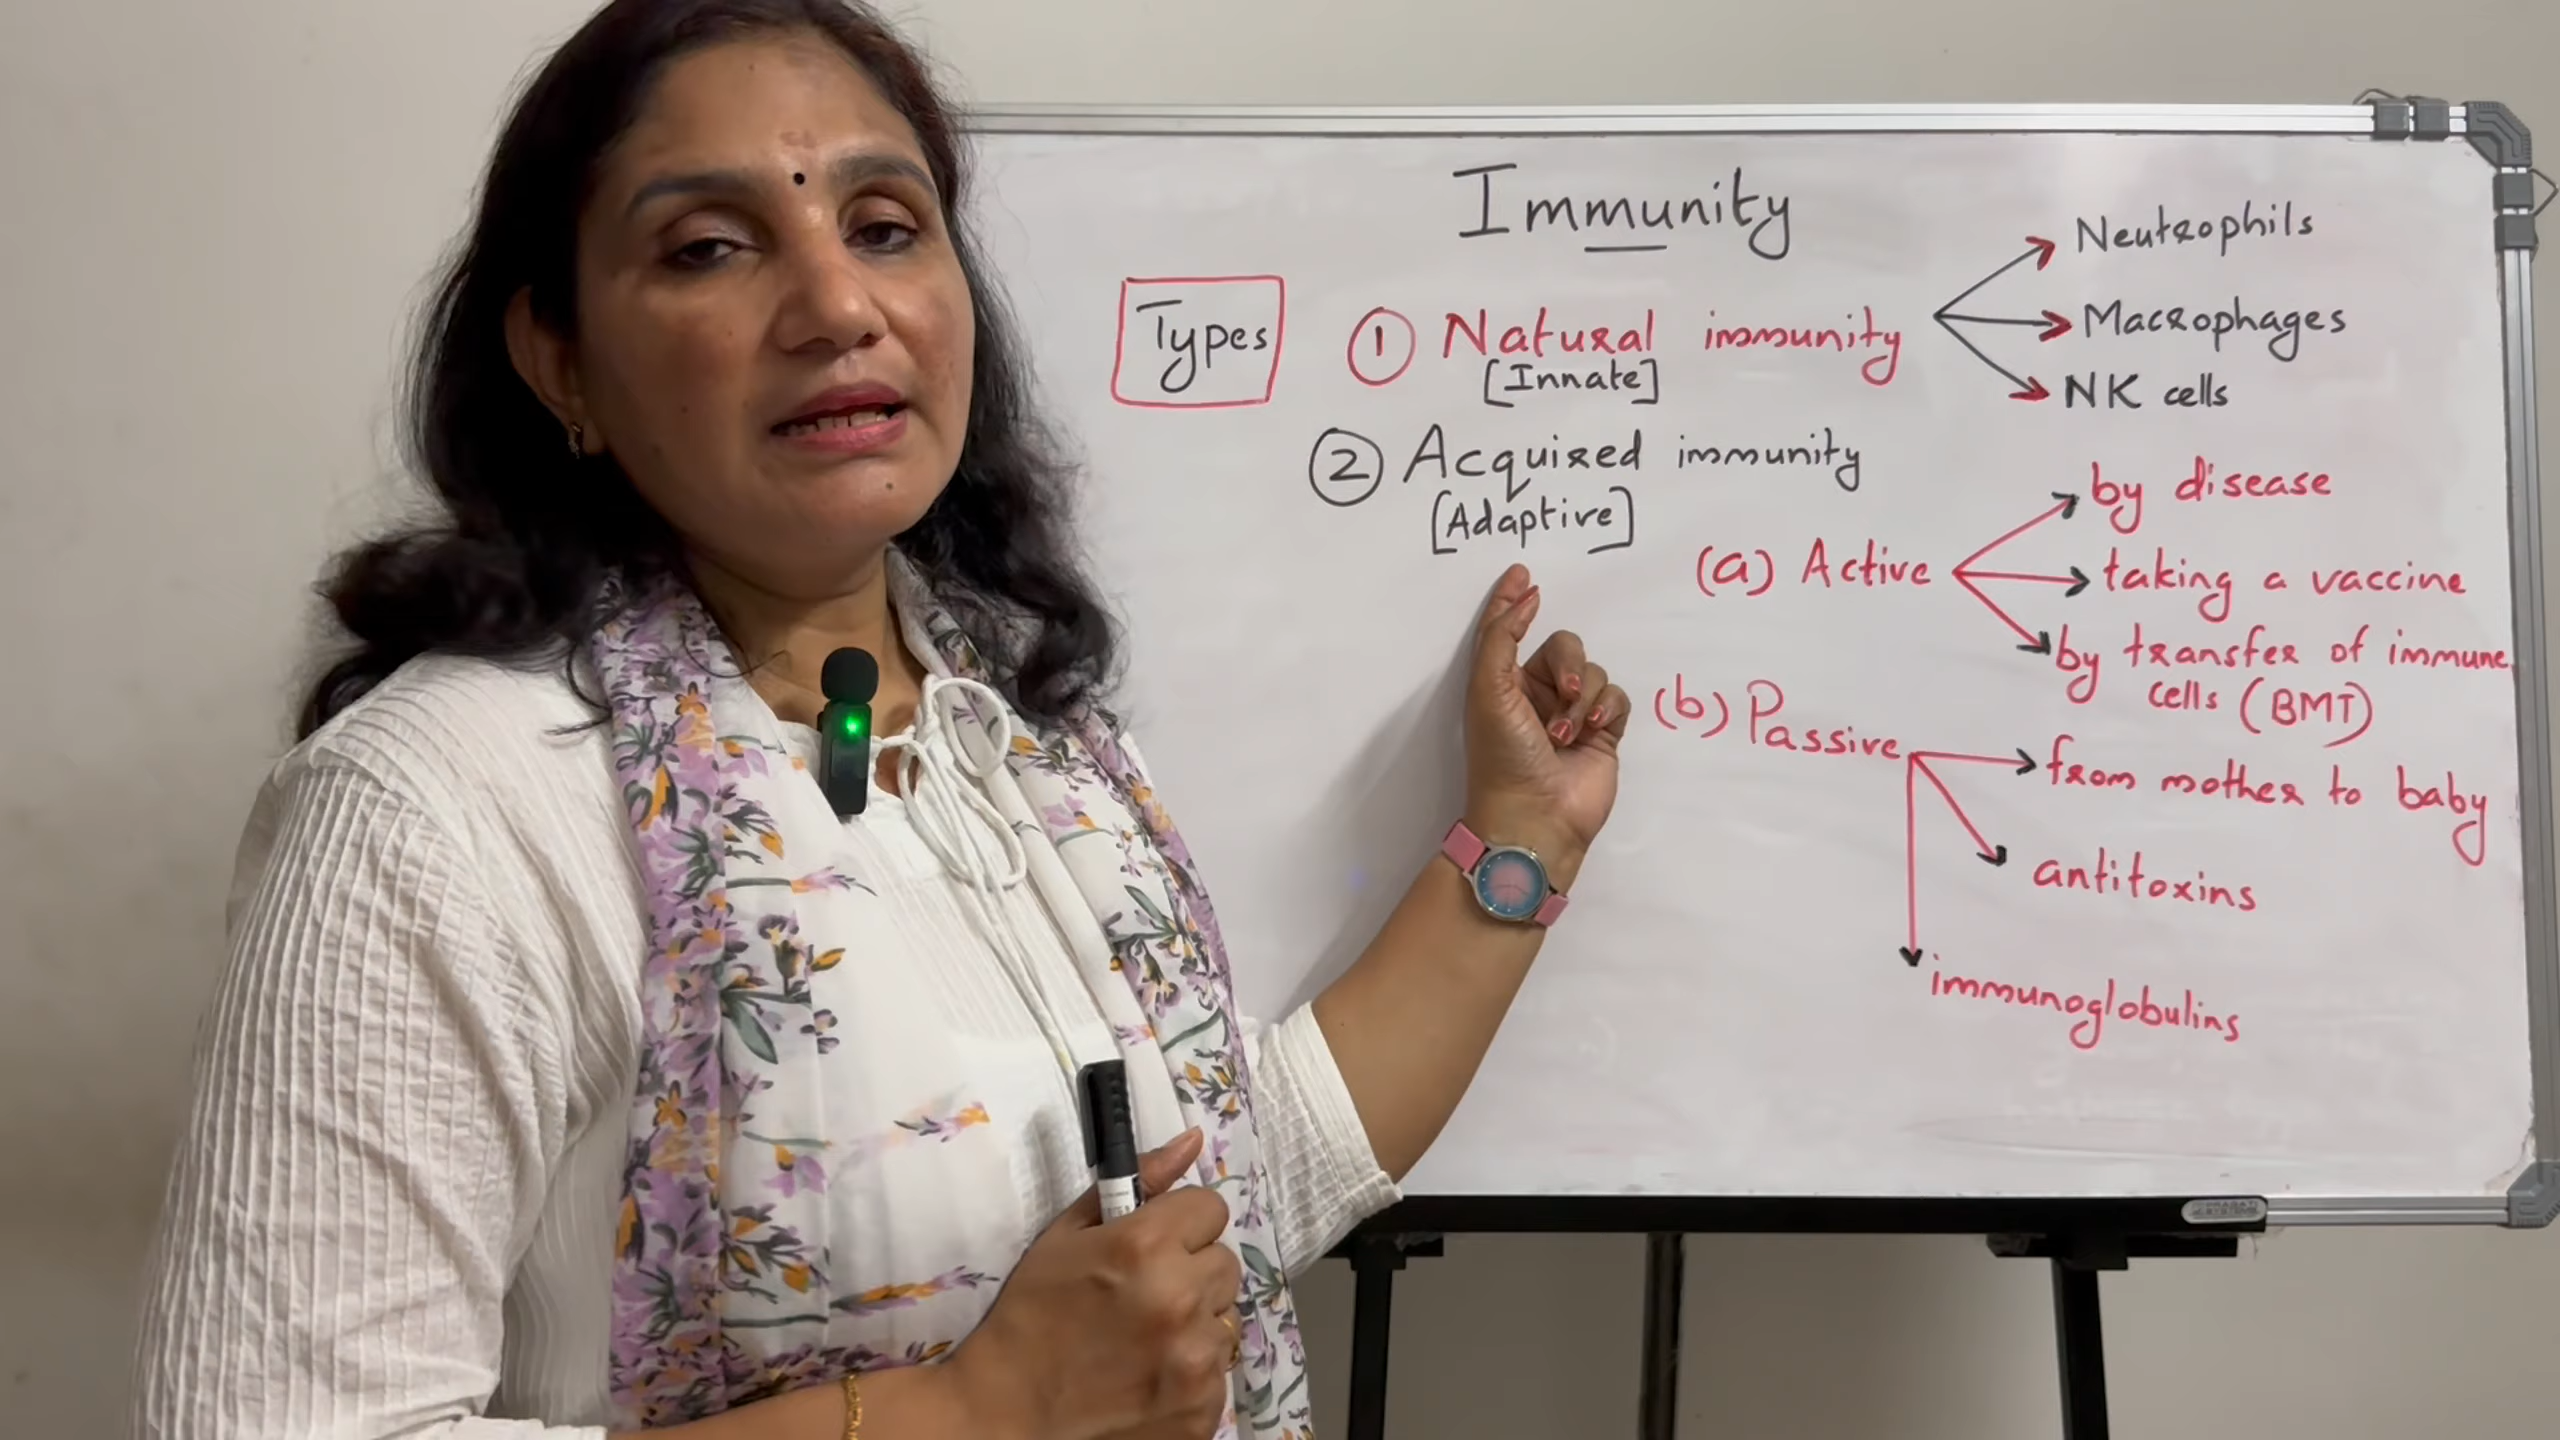 Immunity
Types
① Natural immunity
[Innate]
Neutrophils
Macrophages
NK cells
② Acquired immunity
[Adaptive]
(a) Active
by disease
taking a vaccine
by transfer of immune
cells (BMT)
(b) Passive
from mother to baby
antitoxins
immunoglobulins